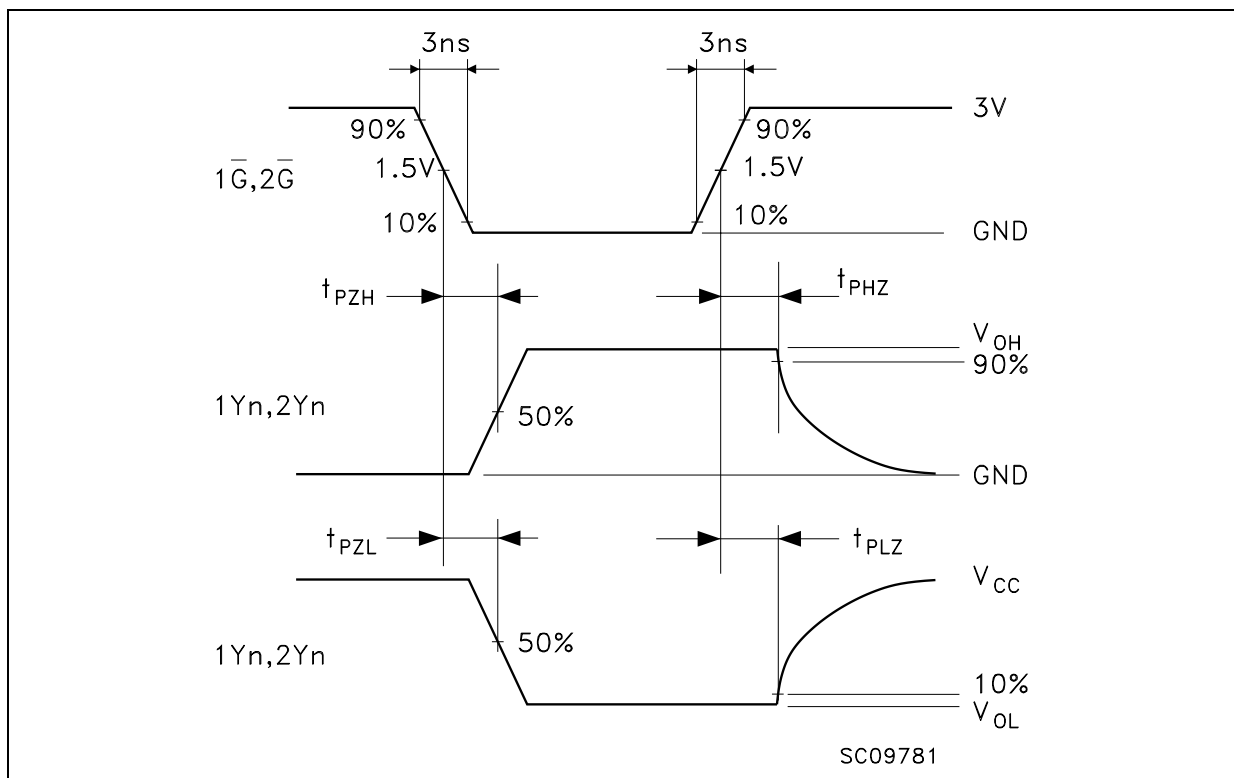 3ns 3ns
3V
90% 90%
1G̅,2G̅ 1.5V 1.5V
10% 10%
GND
tPZH tPHZ
VOH
90%
1Yn,2Yn 50%
GND
tPZL tPLZ
VCC
1Yn,2Yn 50%
10%
VOL
SC09781